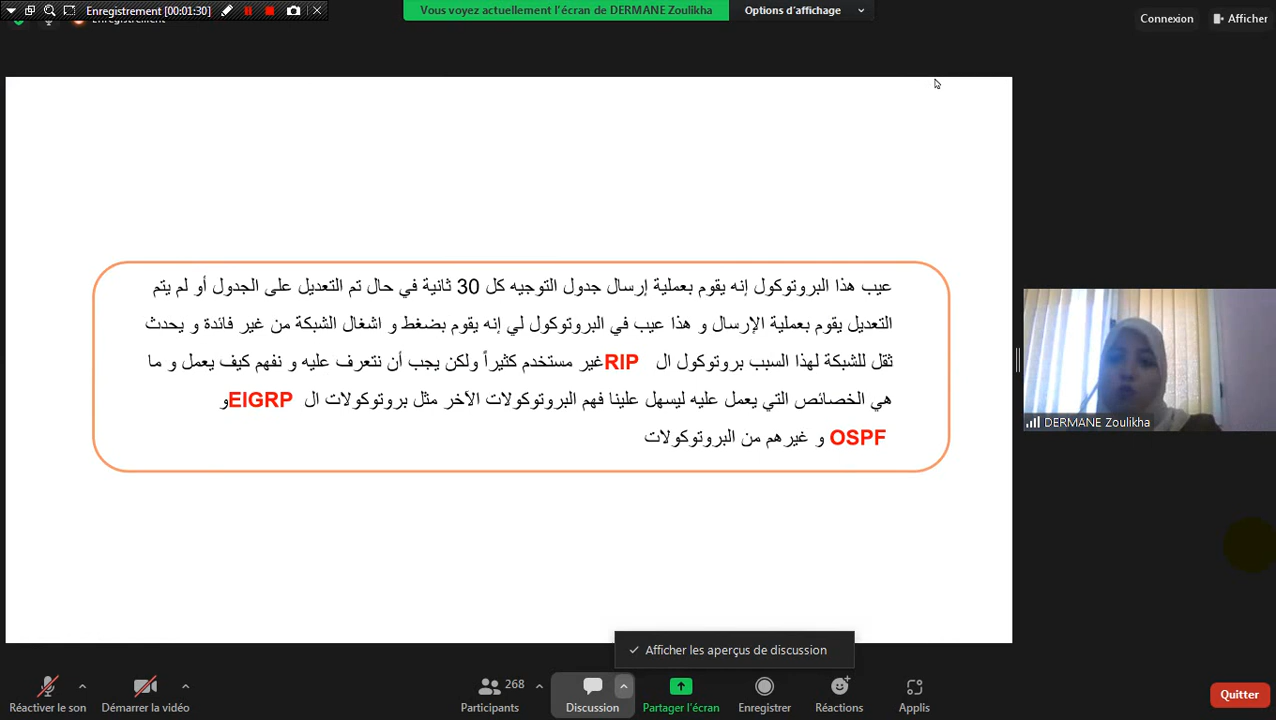 Enregistrement [00:01:30]
Vous voyez actuellement l'écran de DERMANE Zoulikha
Options d'affichage
Connexion
Afficher
Enregistrement
عيب هذا البروتوكول إنه يقوم بعملية إرسال جدول التوجيه كل 30 ثانية في حال تم التعديل على الجدول أو لم يتم
التعديل يقوم بعملية الإرسال و هذا عيب في البروتوكول لي إنه يقوم بضغط و اشغال الشبكة من غير فائدة و يحدث
ثقل للشبكة لهذا السبب بروتوكول ال RIP غير مستخدم كثيراً ولكن يجب أن نتعرف عليه و نفهم كيف يعمل و ما
هي الخصائص التي يعمل عليه ليسهل علينا فهم البروتوكولات الآخر مثل بروتوكولات ال EIGRP و
OSPF و غيرهم من البروتوكولات
DERMANE Zoulikha
Afficher les aperçus de discussion
268
Réactiver le son
Démarrer la vidéo
Participants
Discussion
Partager l'écran
Enregistrer
Réactions
Applis
Quitter